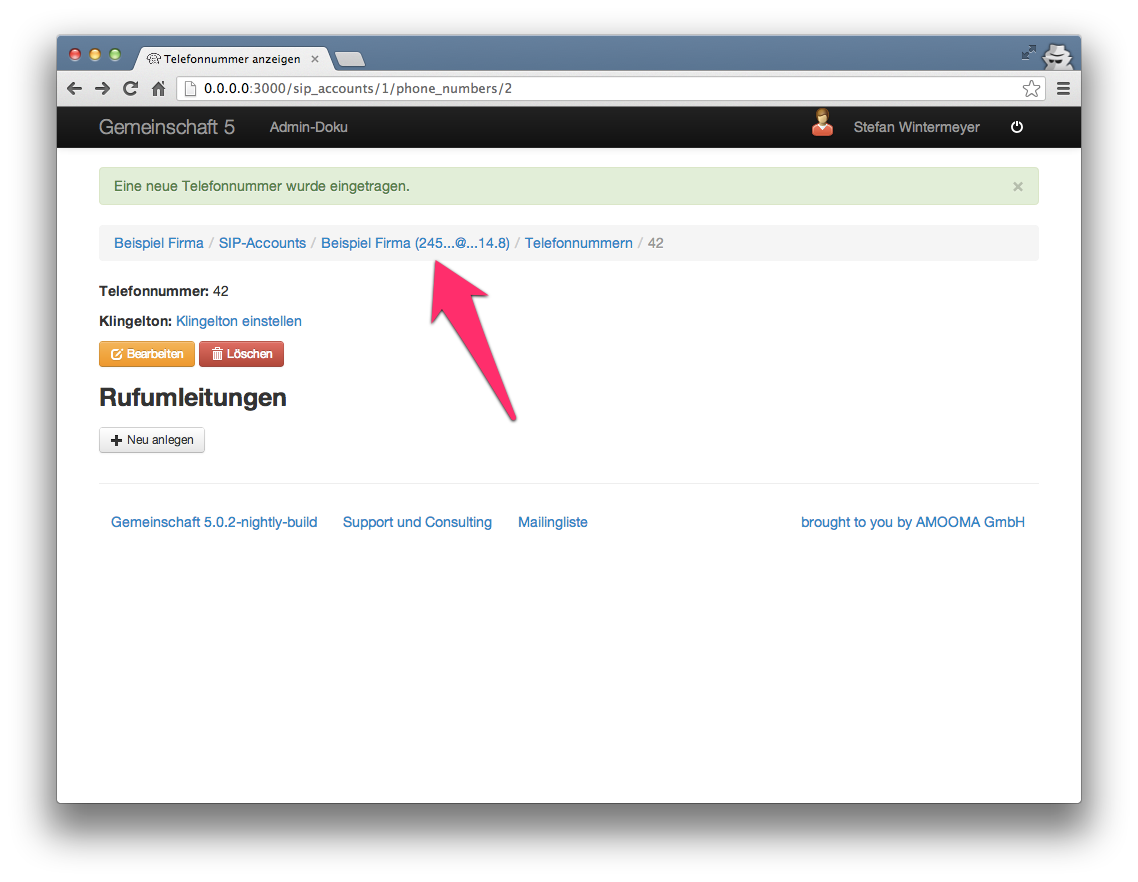 Telefonnummer anzeigen
0.0.0.0:3000/sip_accounts/1/phone_numbers/2
Gemeinschaft 5 Admin-Doku Stefan Wintermeyer
Eine neue Telefonnummer wurde eingetragen. ×
Beispiel Firma / SIP-Accounts / Beispiel Firma (245...@...14.8) / Telefonnummern / 42
Telefonnummer: 42
Klingelton: Klingelton einstellen
Bearbeiten Löschen
Rufumleitungen
Neu anlegen
Gemeinschaft 5.0.2-nightly-build Support und Consulting Mailingliste brought to you by AMOOMA GmbH